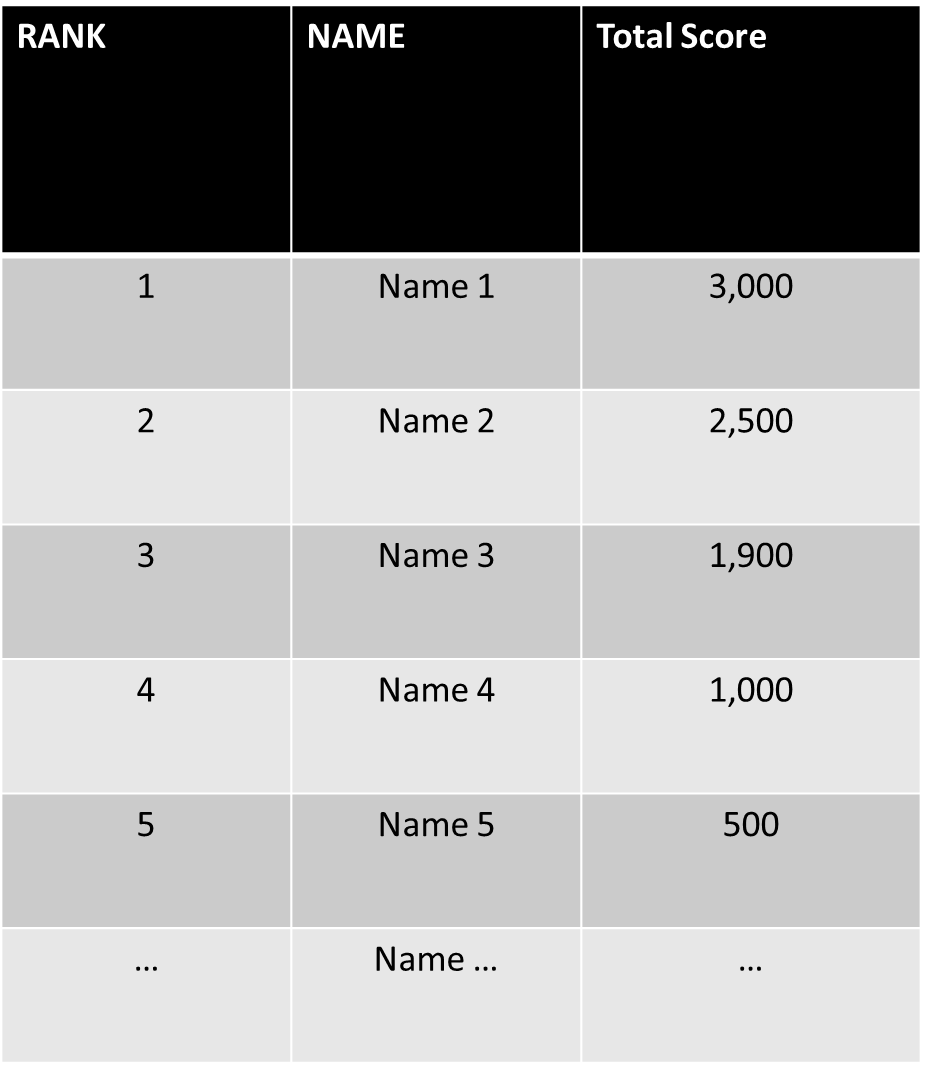 RANK NAME Total Score
1 Name 1 3,000
2 Name 2 2,500
3 Name 3 1,900
4 Name 4 1,000
5 Name 5 500
... Name ... ...